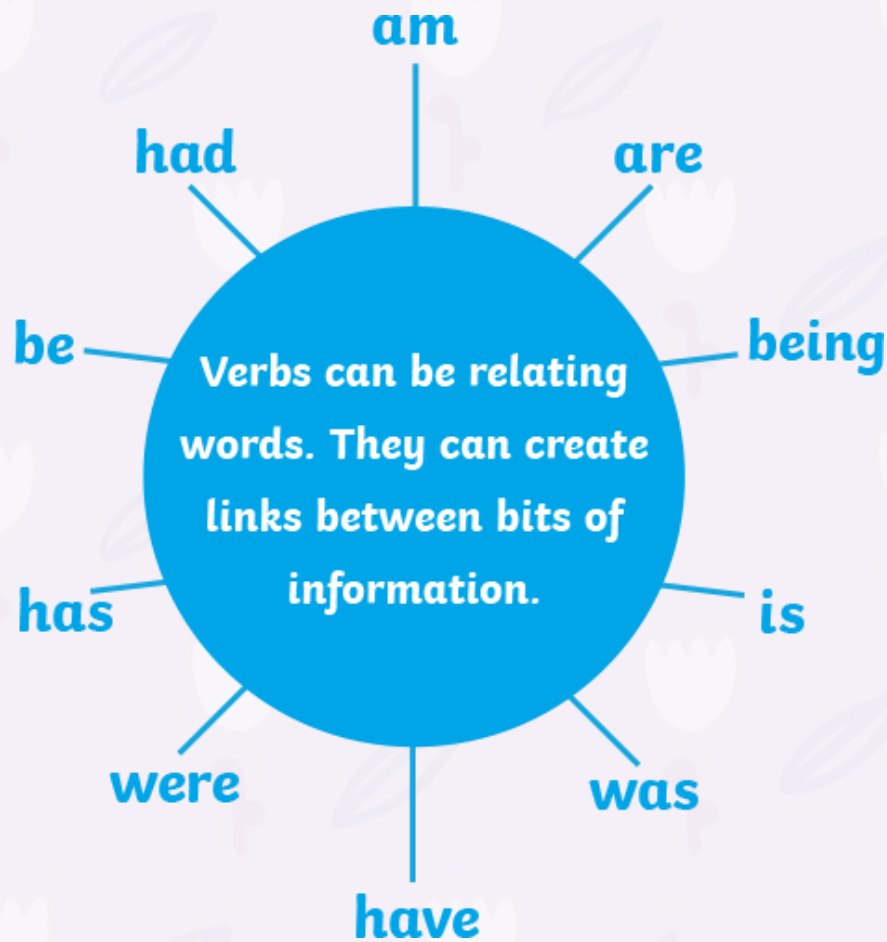 am
had
are
be
being
Verbs can be relating
words. They can create
links between bits of
information.
has
is
were
was
have